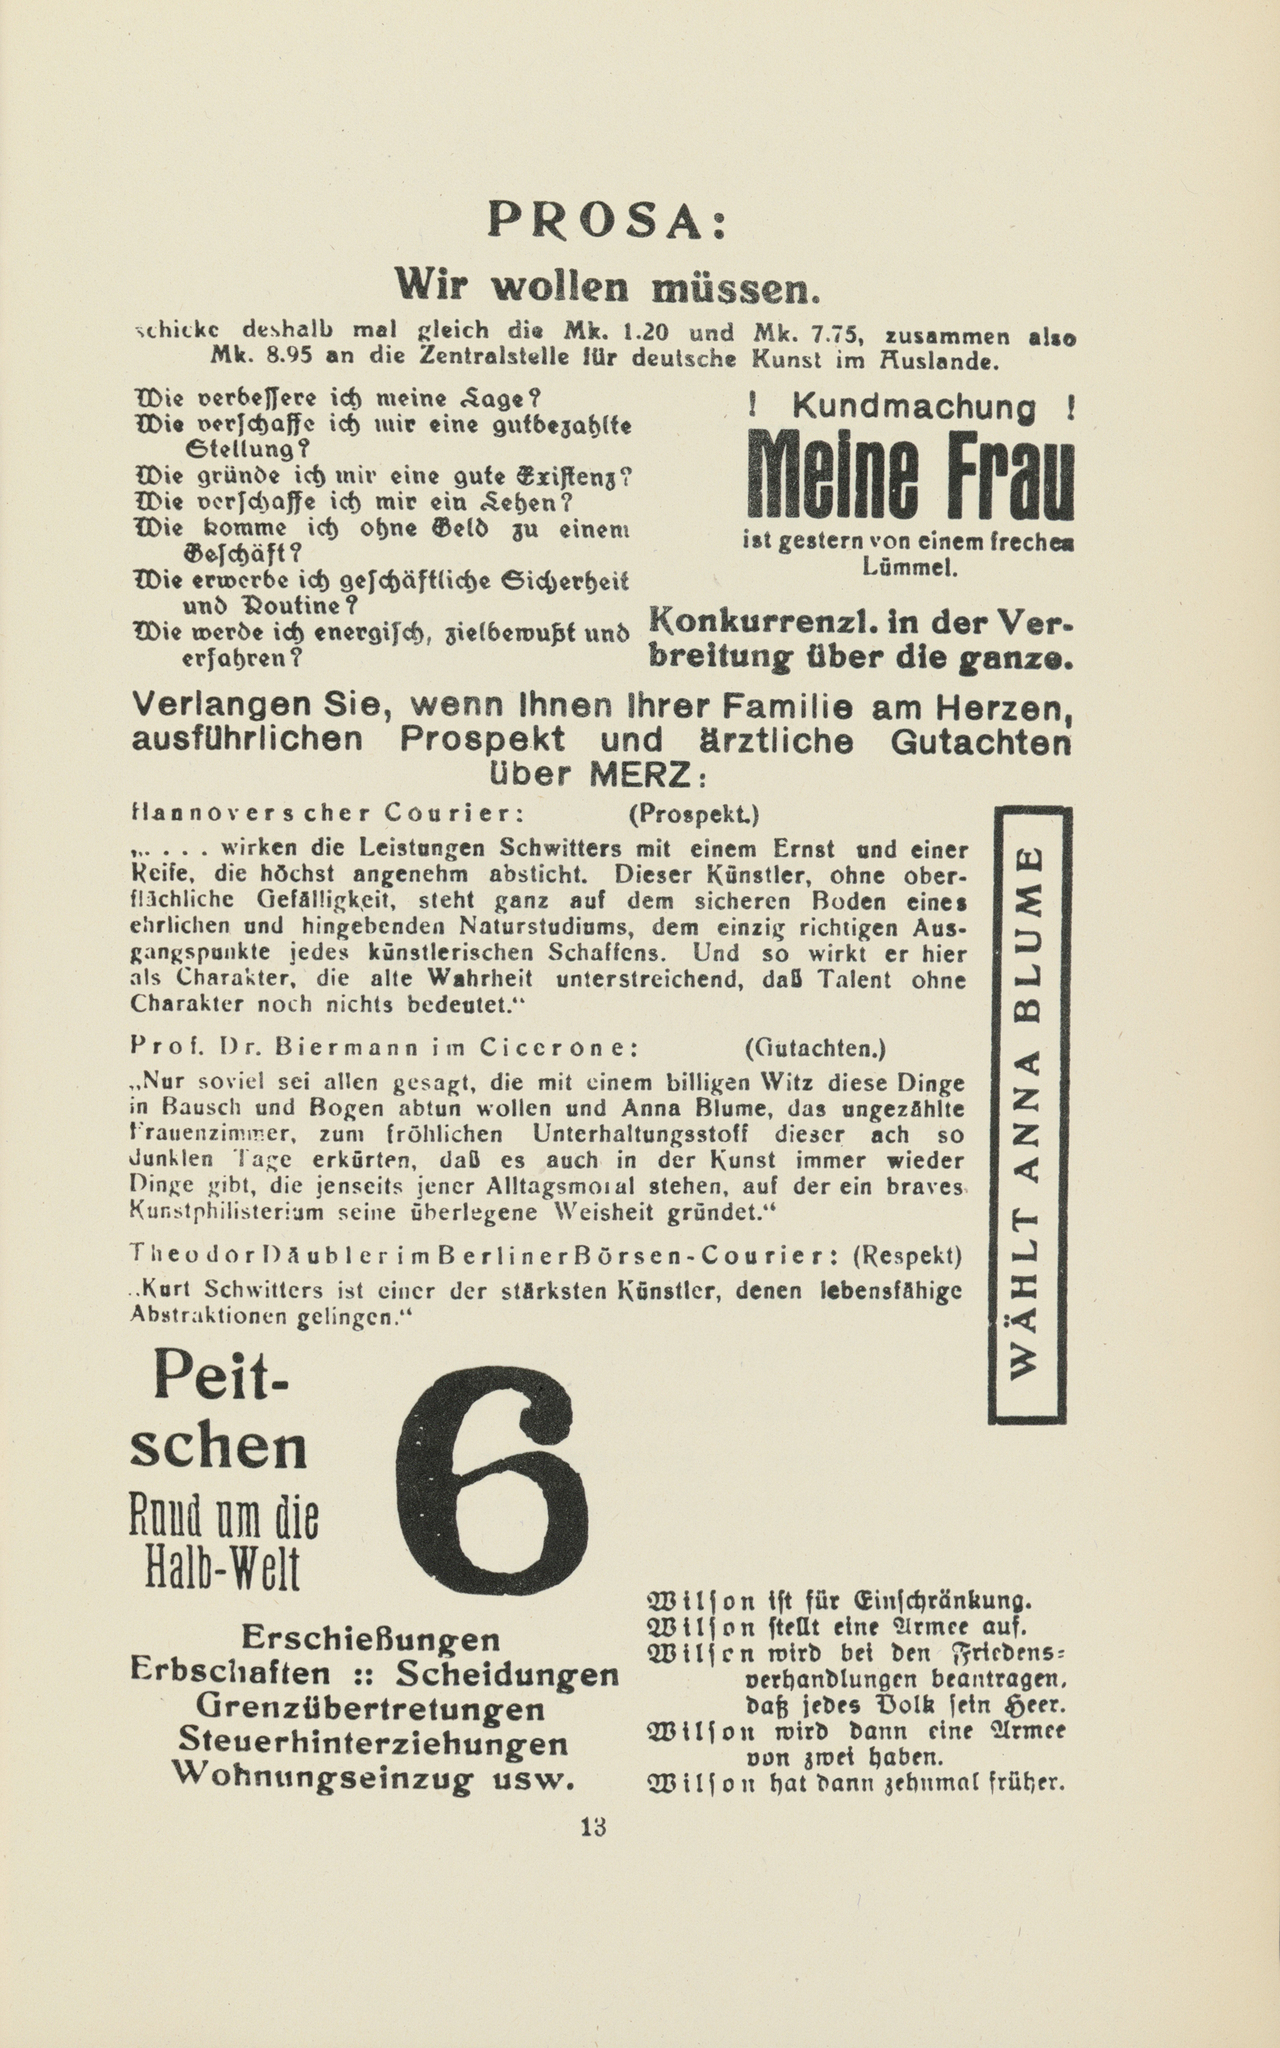 PROSA:
Wir wollen müssen.
schicke deshalb mal gleich die Mk. 1.20 und Mk. 7.75, zusammen also
Mk. 8.95 an die Zentralstelle für deutsche Kunst im Auslande.
Wie verbessere ich meine Lage?
Wie verschaffe ich mir eine gutbezahlte
Stellung?
Wie gründe ich mir eine gute Existenz?
Wie verschaffe ich mir ein Lehen?
Wie komme ich ohne Geld zu einem
Geschäft?
Wie erwerbe ich geschäftliche Sicherheit
und Routine?
Wie werde ich energisch, zielbewußt und
erfahren?
! Kundmachung !
Meine Frau
ist gestern von einem frechen
Lümmel.
Konkurrenzl. in der Ver-
breitung über die ganze.
Verlangen Sie, wenn Ihnen Ihrer Familie am Herzen,
ausführlichen Prospekt und ärztliche Gutachten
über MERZ:
Hannoverscher Courier: (Prospekt.)
„. . . . wirken die Leistungen Schwitters mit einem Ernst und einer
Reife, die höchst angenehm absticht. Dieser Künstler, ohne ober-
flächliche Gefälligkeit, steht ganz auf dem sicheren Boden eines
ehrlichen und hingebenden Naturstudiums, dem einzig richtigen Aus-
gangspunkte jedes künstlerischen Schaffens. Und so wirkt er hier
als Charakter, die alte Wahrheit unterstreichend, daß Talent ohne
Charakter noch nichts bedeutet.“
Prof. Dr. Biermann im Cicerone: (Gutachten.)
„Nur soviel sei allen gesagt, die mit einem billigen Witz diese Dinge
in Bausch und Bogen abtun wollen und Anna Blume, das ungezählte
Frauenzimmer, zum fröhlichen Unterhaltungsstoff dieser ach so
dunklen Tage erkürten, daß es auch in der Kunst immer wieder
Dinge gibt, die jenseits jener Alltagsmoral stehen, auf der ein braves
Kunstphilisterium seine überlegene Weisheit gründet.“
Theodor Däubler im Berliner Börsen-Courier: (Respekt)
„Kurt Schwitters ist einer der stärksten Künstler, denen lebensfähige
Abstraktionen gelingen.“
WÄHLT ANNA BLUME
Peit-
schen
Rund um die
Halb-Welt
6
Erschießungen
Erbschaften :: Scheidungen
Grenzübertretungen
Steuerhinterziehungen
Wohnungseinzug usw.
Wilson ist für Einschränkung.
Wilson stellt eine Armee auf.
Wilson wird bei den Friedens-
verhandlungen beantragen,
daß jedes Volk sein Heer.
Wilson wird dann eine Armee
von zwei haben.
Wilson hat dann zehnmal früher.
13